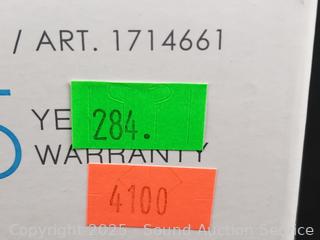 / ART. 1714661
5
YE
284.
WARRANTY
4100
Copyright 2025 - Sound Auction Service